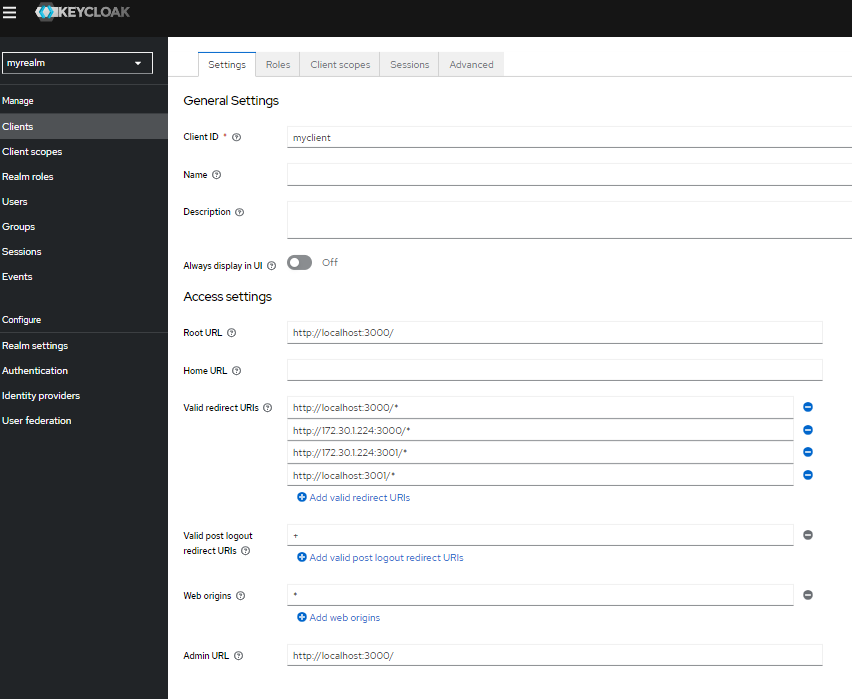 KEYCLOAK
myrealm
Manage
Clients
Client scopes
Realm roles
Users
Groups
Sessions
Events
Configure
Realm settings
Authentication
Identity providers
User federation
Settings Roles Client scopes Sessions Advanced
General Settings
Client ID * myclient
Name
Description
Always display in UI Off
Access settings
Root URL http://localhost:3000/
Home URL
Valid redirect URIs http://localhost:3000/*
http://172.30.1.224:3000/*
http://172.30.1.224:3001/*
http://localhost:3001/*
Add valid redirect URIs
Valid post logout redirect URIs +
Add valid post logout redirect URIs
Web origins *
Add web origins
Admin URL http://localhost:3000/